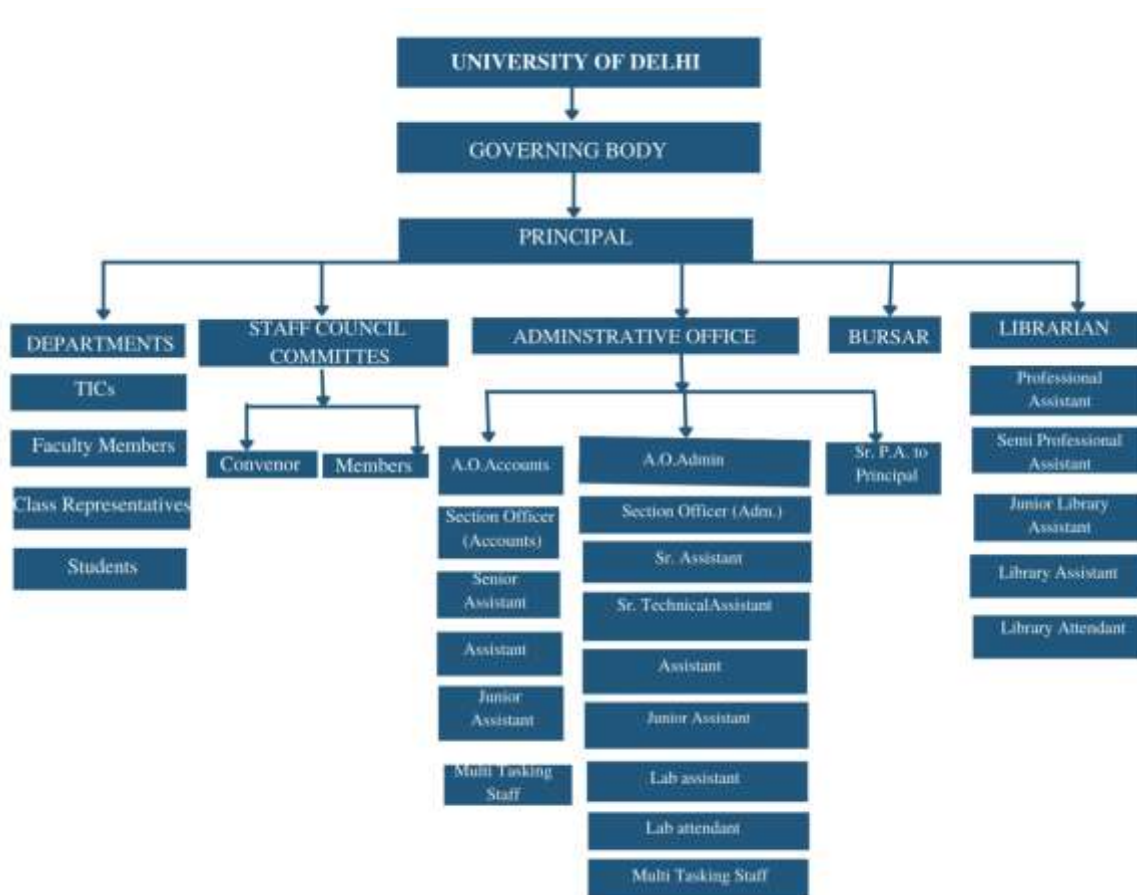 UNIVERSITY OF DELHI
GOVERNING BODY
PRINCIPAL
DEPARTMENTS
TICs
Faculty Members
Class Representatives
Students
STAFF COUNCIL
COMMITTES
Convenor
Members
ADMINSTRATIVE OFFICE
A.O.Accounts
Section Officer
(Accounts)
Senior
Assistant
Assistant
Junior
Assistant
Multi Tasking
Staff
A.O.Admin
Section Officer (Adm.)
Sr. Assistant
Sr. TechnicalAssistant
Assistant
Junior Assistant
Lab assistant
Lab attendant
Multi Tasking Staff
Sr. P.A. to
Principal
BURSAR
LIBRARIAN
Professional
Assistant
Semi Professional
Assistant
Junior Library
Assistant
Library Assistant
Library Attendant